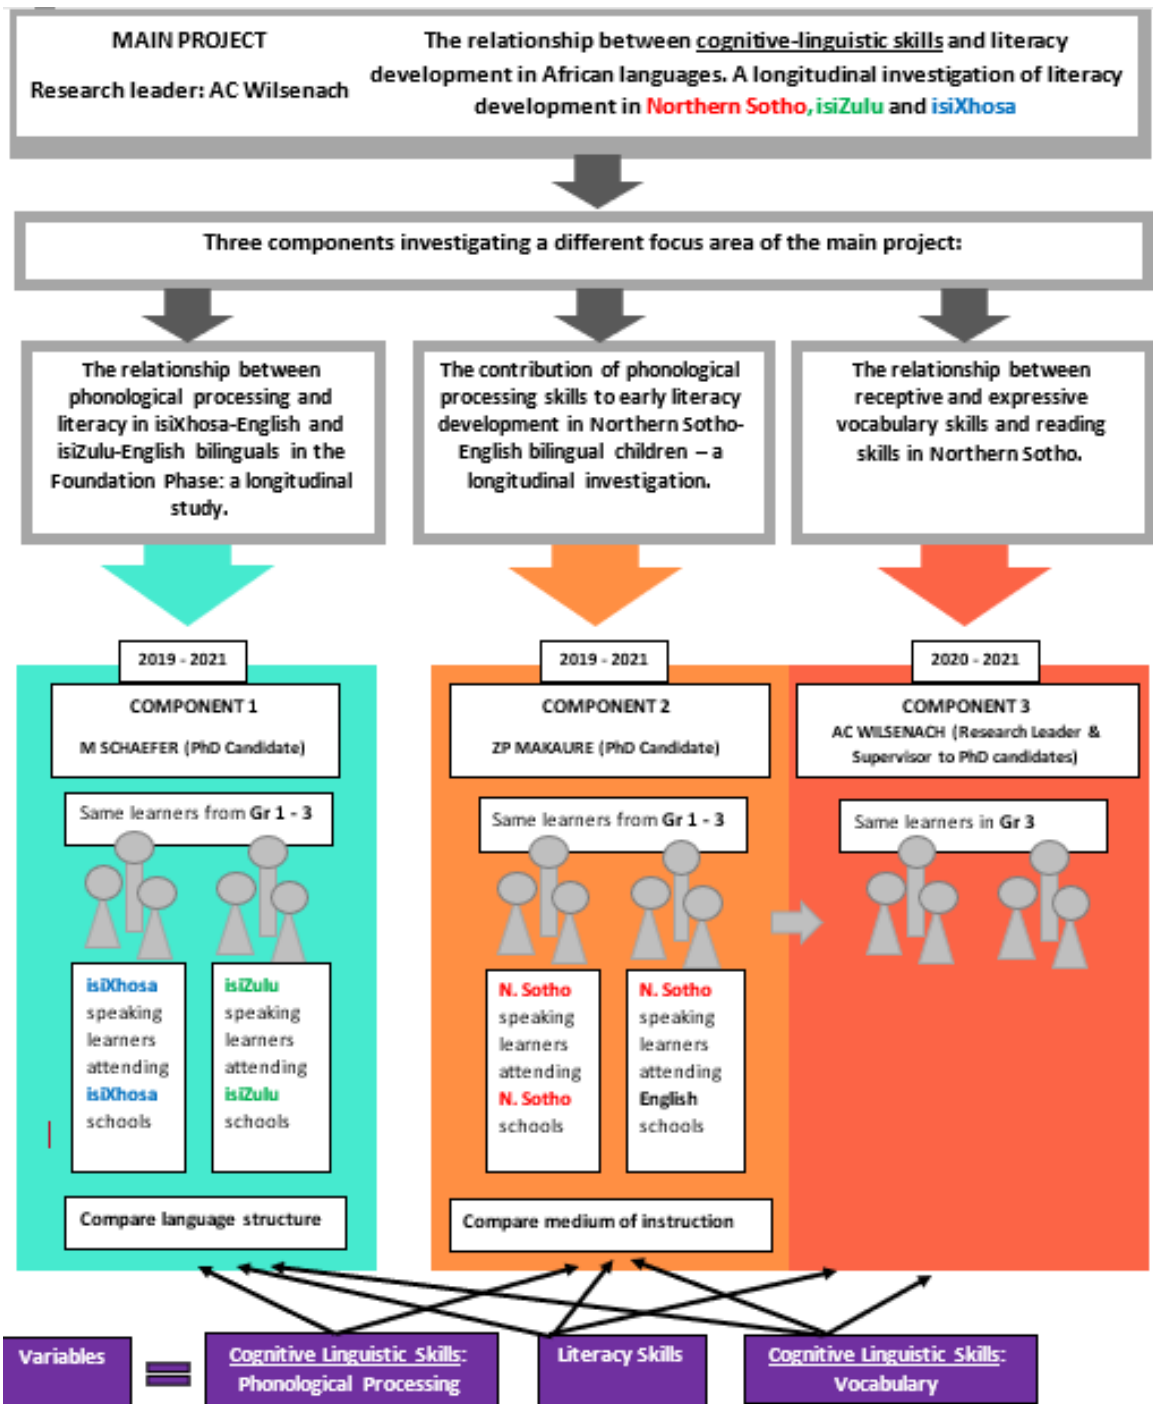 MAIN PROJECT
Research leader: AC Wilsenach
The relationship between cognitive-linguistic skills and literacy
development in African languages. A longitudinal investigation of literacy
development in Northern Sotho, isiZulu and isiXhosa
Three components investigating a different focus area of the main project:
The relationship between
phonological processing and
literacy in isiXhosa-English and
isiZulu-English bilinguals in the
Foundation Phase: a longitudinal
study.
The contribution of phonological
processing skills to early literacy
development in Northern Sotho-
English bilingual children – a
longitudinal investigation.
The relationship between
receptive and expressive
vocabulary skills and reading
skills in Northern Sotho.
2019 - 2021
COMPONENT 1
M SCHAEFER (PhD Candidate)
Same learners from Gr 1 - 3
isiXhosa
speaking
learners
attending
isiXhosa
schools
isiZulu
speaking
learners
attending
isiZulu
schools
Compare language structure
2019 - 2021
COMPONENT 2
ZP MAKAURE (PhD Candidate)
Same learners from Gr 1 - 3
N. Sotho
speaking
learners
attending
N. Sotho
schools
N. Sotho
speaking
learners
attending
English
schools
Compare medium of instruction
2020 - 2021
COMPONENT 3
AC WILSENACH (Research Leader &
Supervisor to PhD candidates)
Same learners in Gr 3
Variables
=
Cognitive Linguistic Skills:
Phonological Processing
Literacy Skills
Cognitive Linguistic Skills:
Vocabulary